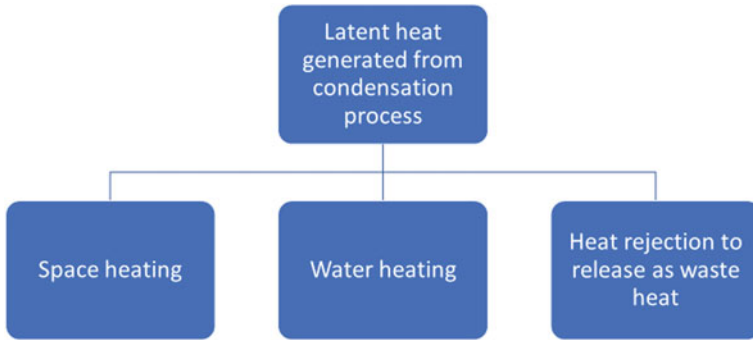 Latent heat
generated from
condensation
process
Space heating
Water heating
Heat rejection to
release as waste
heat